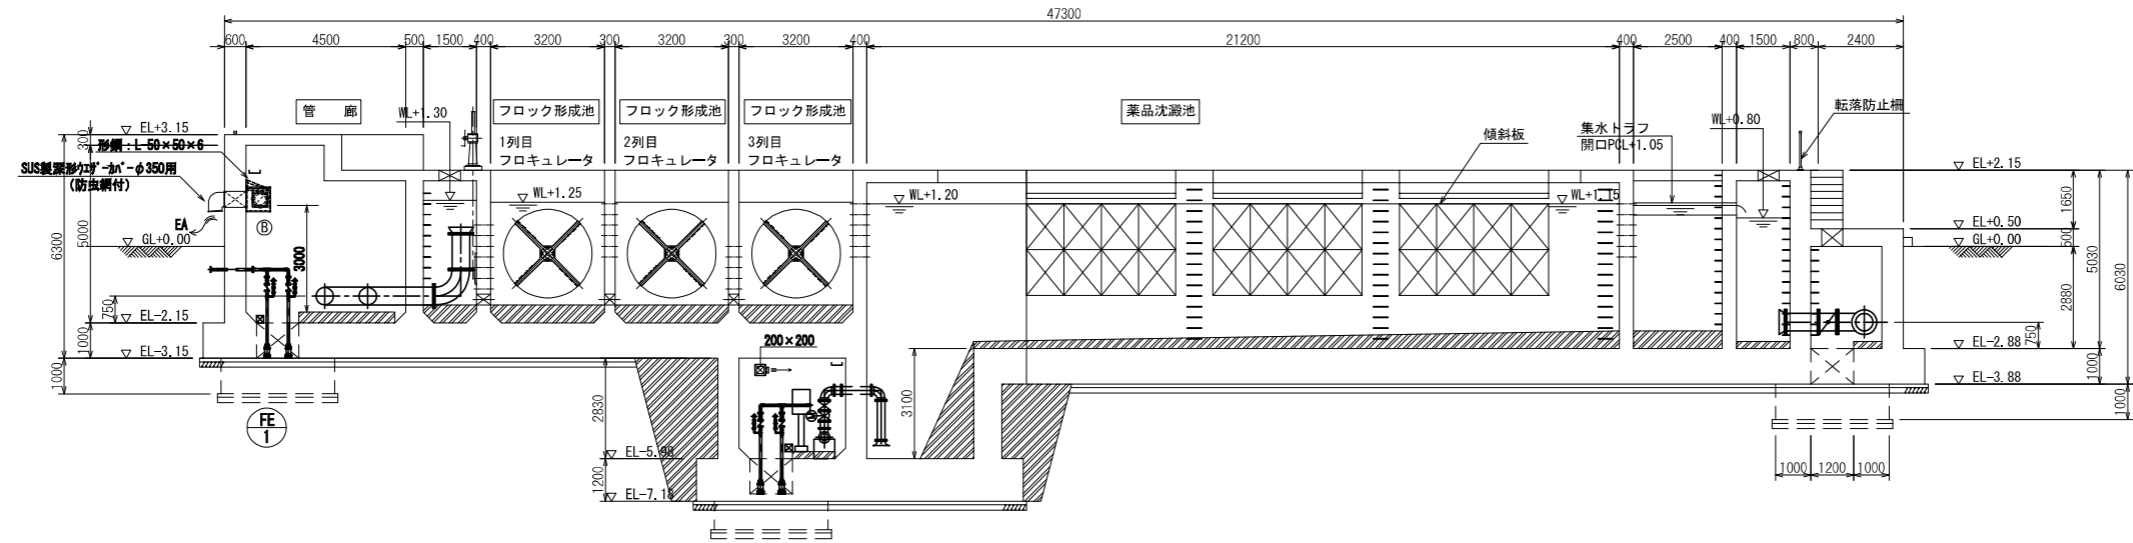 47300
600
4500
500
1500
400
3200
300
3200
300
3200
400
21200
400
2500
400
1500
800
2400
管 廊
WL+1.30
フロック形成池
フロック形成池
フロック形成池
薬品沈澱池
1列目
フロキュレータ
2列目
フロキュレータ
3列目
フロキュレータ
傾斜板
集水トラフ
開口PCL+1.05
WL+0.80
転落防止柵
EL+3.15
300
形鋼：L-50×50×6
SUS製深形ｳｪｻﾞｰｶﾊﾞｰφ350用
（防虫網付）
EL+2.15
WL+1.25
WL+1.20
WL+1.15
EA
B
GL+0.00
6300
5000
3000
750
1650
EL+0.50
500
GL+0.00
5030
6030
2880
EL-2.15
1000
EL-3.15
1000
750
EL-2.88
1000
EL-3.88
1000
200×200
2830
3100
FE
1
EL-5.98
1200
EL-7.18
1000
1200
1000